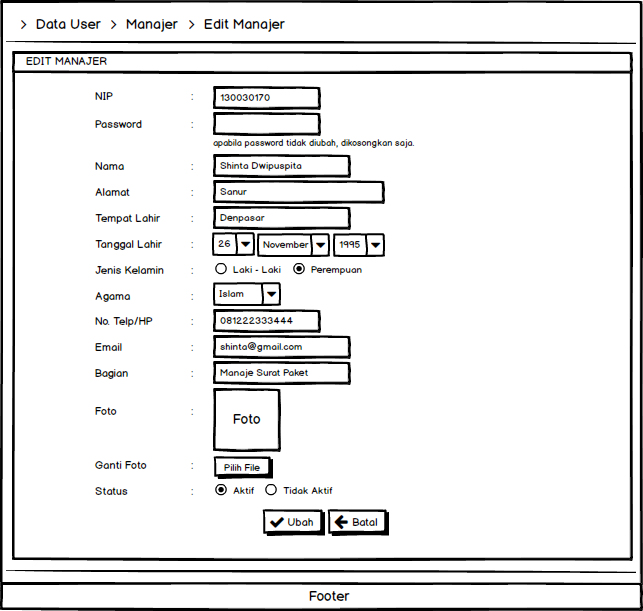 > Data User > Manajer > Edit Manajer
EDIT MANAJER
NIP : 130030170
Password :
apabila password tidak diubah, dikosongkan saja.
Nama : Shinta Dwipuspita
Alamat : Sanur
Tempat Lahir : Denpasar
Tanggal Lahir : 26 November 1995
Jenis Kelamin : Laki - Laki Perempuan
Agama : Islam
No. Telp/HP : 081222333444
Email : shinta@gmail.com
Bagian : Manaje Surat Paket
Foto : Foto
Ganti Foto : Pilih File
Status : Aktif Tidak Aktif
Ubah Batal
Footer